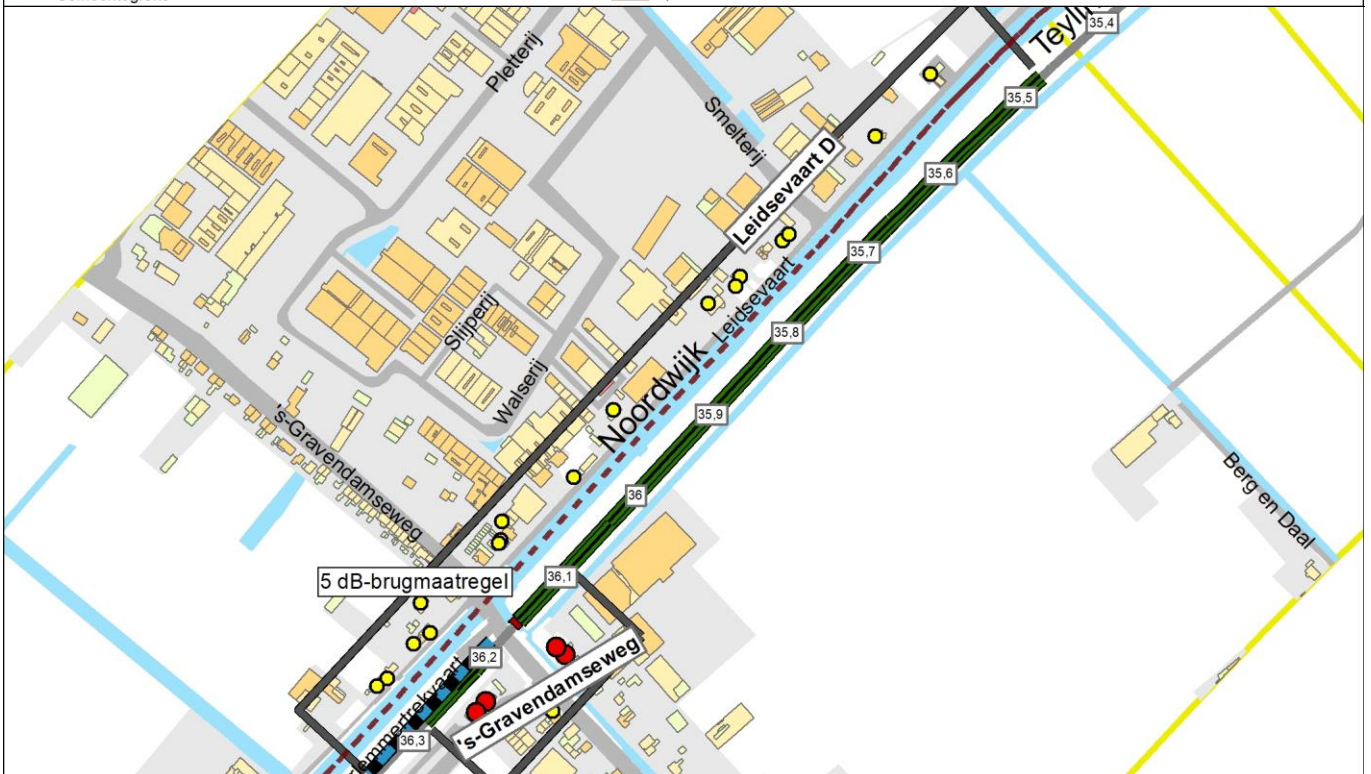 35,4
Teylin
Pletterij
35,5
Smelterij
35,6
Leidsevaart D
35,7
Leidsevaart
Slijperij
35,8
Walserij
Noordwijk
35,9
's-Gravendamseweg
36
Berg en Daal
5 dB-brugmaatregel
36,1
36,2
's-Gravendamseweg
emmertrekvaart
36,3